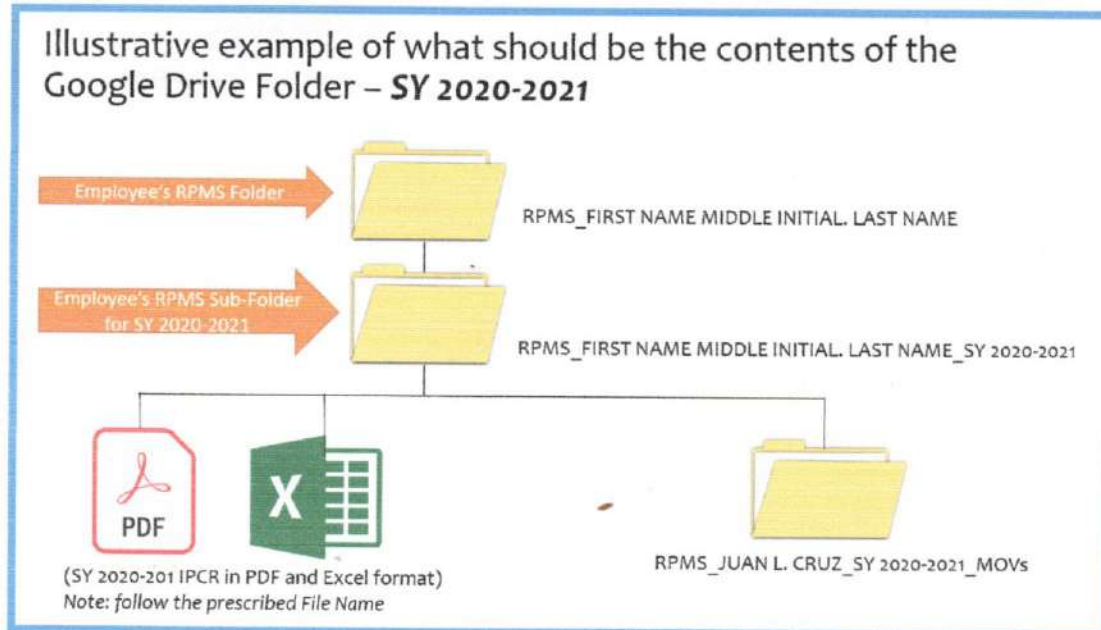 Illustrative example of what should be the contents of the
Google Drive Folder – SY 2020-2021
Employee's RPMS Folder
RPMS_FIRST NAME MIDDLE INITIAL. LAST NAME
Employee's RPMS Sub-Folder
for SY 2020-2021
RPMS_FIRST NAME MIDDLE INITIAL. LAST NAME_SY 2020-2021
PDF
X
(SY 2020-201 IPCR in PDF and Excel format)
Note: follow the prescribed File Name
RPMS_JUAN L. CRUZ_SY 2020-2021_MOVs